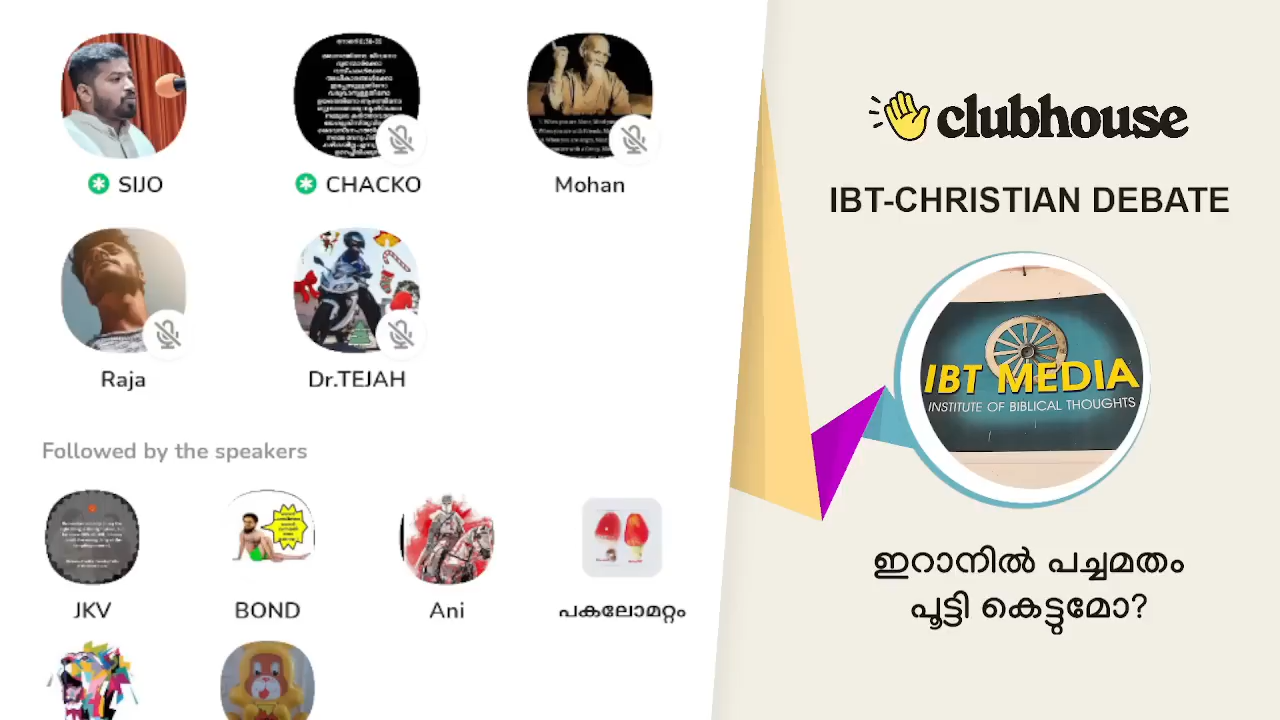 SIJO
CHACKO
Mohan
Raja
Dr.TEJAH
Followed by the speakers
JKV
BOND
Ani
പകലോമറ്റം
clubhouse
IBT-CHRISTIAN DEBATE
IBT MEDIA
INSTITUTE OF BIBLICAL THOUGHTS
ഇറാനിൽ പച്ചമതം
പൂട്ടി കെട്ടുമോ?